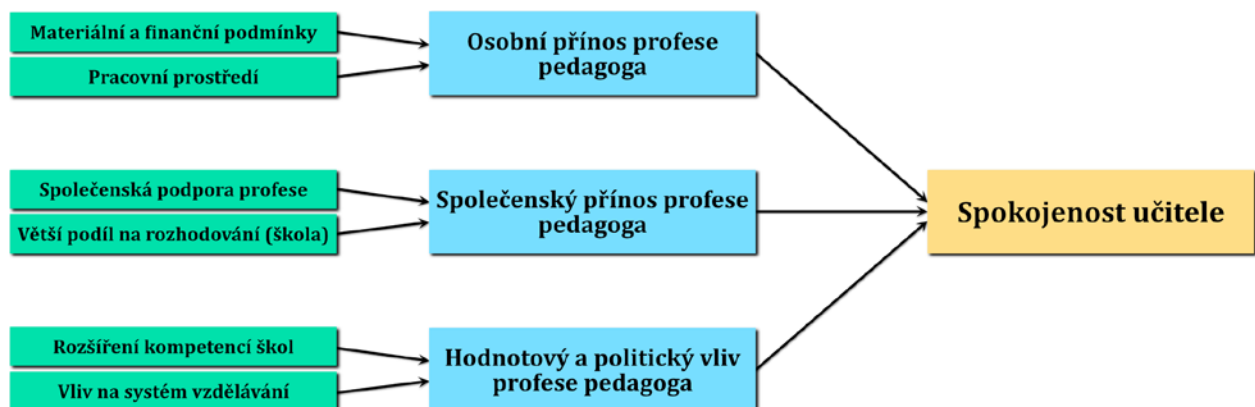 Materiální a finanční podmínky
Pracovní prostředí
Osobní přínos profese
pedagoga
Společenská podpora profese
Větší podíl na rozhodování (škola)
Společenský přínos profese
pedagoga
Spokojenost učitele
Rozšíření kompetencí škol
Vliv na systém vzdělávání
Hodnotový a politický vliv
profese pedagoga